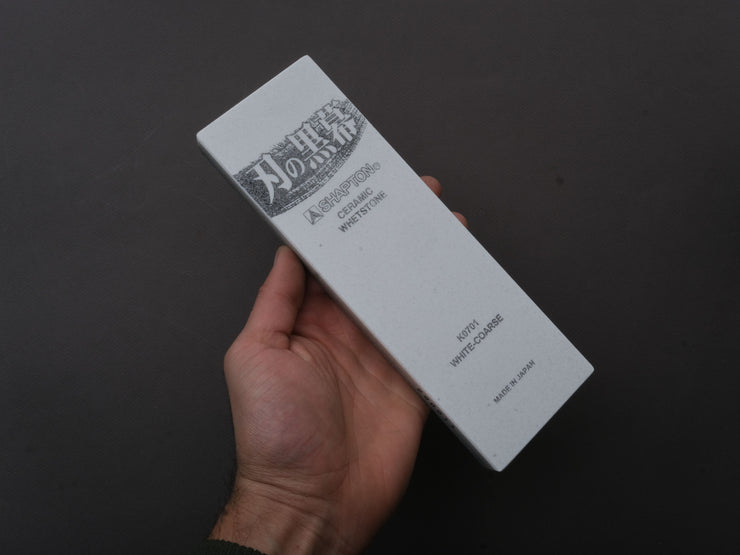 刃の黒幕
SHAPTON®
CERAMIC
WHETSTONE
K0701
WHITE-COARSE
MADE IN JAPAN